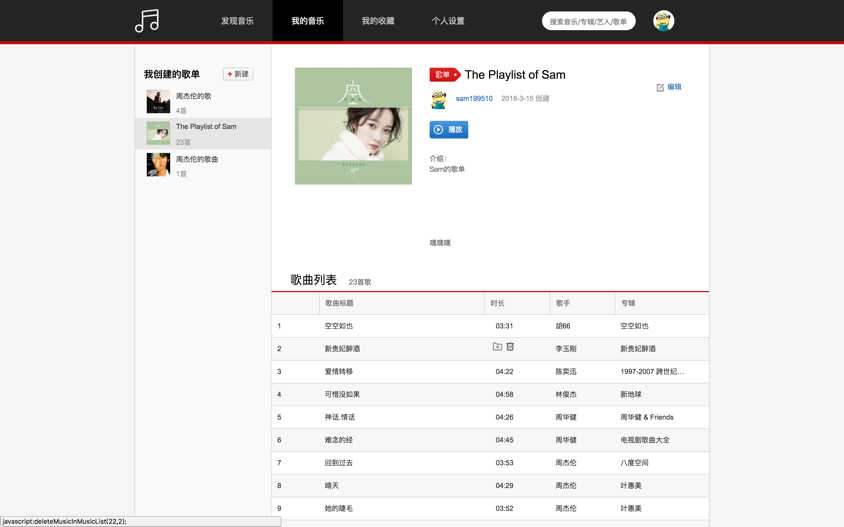 发现音乐
我的音乐
我的收藏
个人设置
搜索音乐/专辑/艺人/歌单
我创建的歌单
+ 新建
周杰伦的歌
4首
The Playlist of Sam
23首
周杰伦的歌曲
1首
空
歌单
The Playlist of Sam
编辑
sam199510
2018-3-15 创建
播放
介绍：
Sam的歌单
嘿嘿嘿
歌曲列表
23首歌
歌曲标题 时长 歌手 专辑
1 空空如也 03:31 胡66 空空如也
2 新贵妃醉酒 李玉刚 新贵妃醉酒
3 爱情转移 04:22 陈奕迅 1997-2007 跨世纪…
4 可惜没如果 04:58 林俊杰 新地球
5 神话.情话 04:26 周华健 周华健 & Friends
6 难念的经 04:45 周华健 电视剧歌曲大全
7 回到过去 03:53 周杰伦 八度空间
8 晴天 04:29 周杰伦 叶惠美
9 她的睫毛 03:52 周杰伦 叶惠美
javascript:deleteMusicInMusicList(22,2);